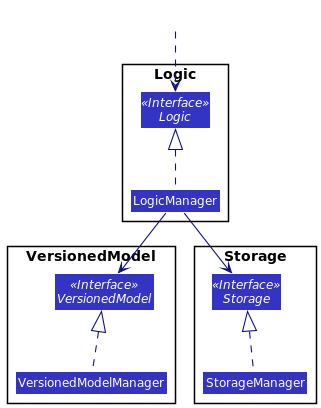 Logic
«Interface»
Logic
LogicManager
VersionedModel
«Interface»
VersionedModel
VersionedModelManager
Storage
«Interface»
Storage
StorageManager